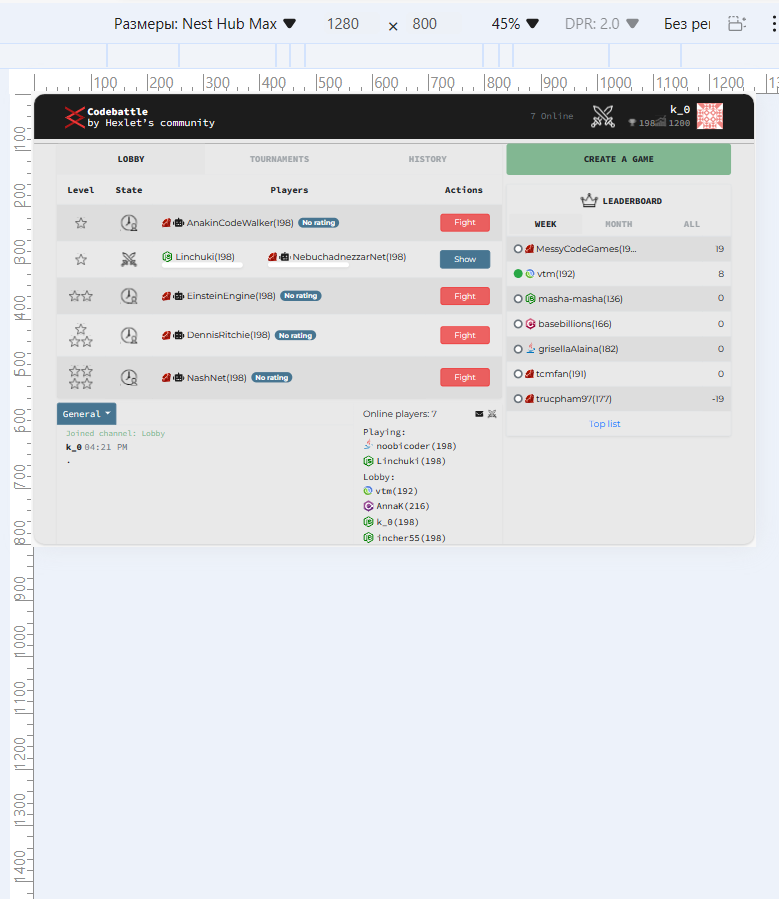 Размеры: Nest Hub Max 1280 × 800 45% DPR: 2.0 Без рег
100 200 300 400 500 600 700 800 900 1000 1100 1200 13
100
200
300
400
500
600
700
800
900
1000
1100
1200
1300
1400
Codebattle
by Hexlet's community
7 Online
k_0
198 1200
LOBBY TOURNAMENTS HISTORY
Level State Players Actions
AnakinCodeWalker(198) No rating Fight
Linchuki(198) NebuchadnezzarNet(198) Show
EinsteinEngine(198) No rating Fight
DennisRitchie(198) No rating Fight
NashNet(198) No rating Fight
General
Joined channel: Lobby
k_0 04:21 PM
.
Online players: 7
Playing:
noobicoder(198)
Linchuki(198)
Lobby:
vtm(192)
AnnaK(216)
k_0(198)
incher55(198)
CREATE A GAME
LEADERBOARD
WEEK MONTH ALL
MessyCodeGames(19... 19
vtm(192) 8
masha-masha(136) 0
basebillions(166) 0
grisellaAlaina(182) 0
tcmfan(191) 0
trucpham97(177) -19
Top list